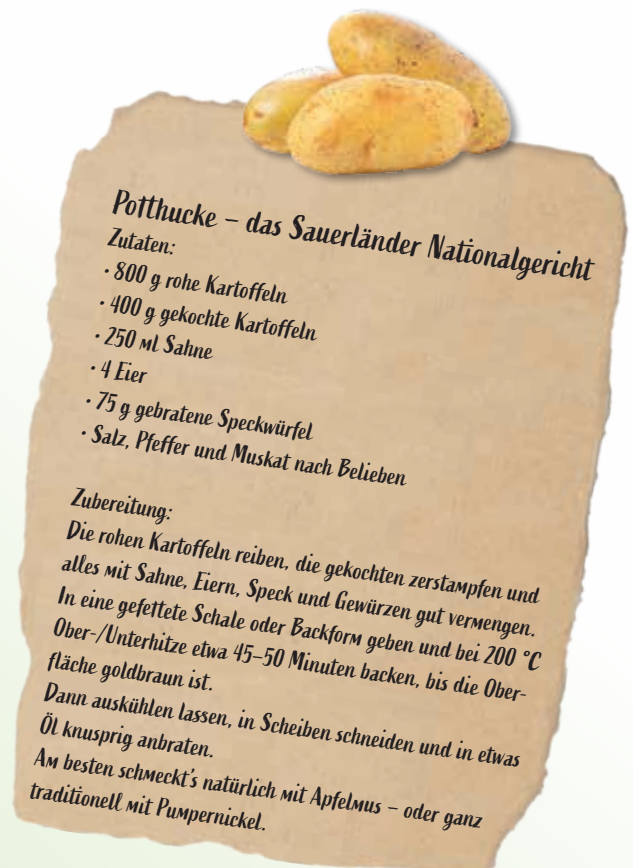 Potthucke – das Sauerländer Nationalgericht
Zutaten:
· 800 g rohe Kartoffeln
· 400 g gekochte Kartoffeln
· 250 ml Sahne
· 4 Eier
· 75 g gebratene Speckwürfel
· Salz, Pfeffer und Muskat nach Belieben
Zubereitung:
Die rohen Kartoffeln reiben, die gekochten zerstampfen und
alles mit Sahne, Eiern, Speck und Gewürzen gut vermengen.
In eine gefettete Schale oder Backform geben und bei 200 °C
Ober-/Unterhitze etwa 45–50 Minuten backen, bis die Ober-
fläche goldbraun ist.
Dann auskühlen lassen, in Scheiben schneiden und in etwas
Öl knusprig anbraten.
Am besten schmeckt's natürlich mit Apfelmus – oder ganz
traditionell mit Pumpernickel.